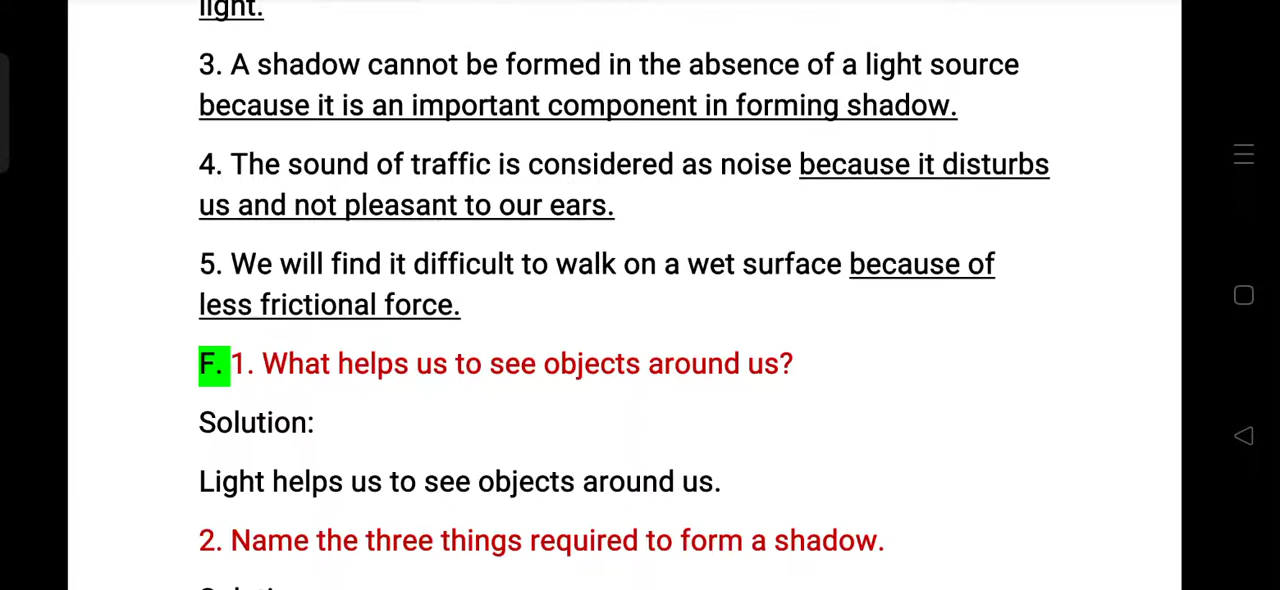 light.
3. A shadow cannot be formed in the absence of a light source
because it is an important component in forming shadow.
4. The sound of traffic is considered as noise because it disturbs
us and not pleasant to our ears.
5. We will find it difficult to walk on a wet surface because of
less frictional force.
F. 1. What helps us to see objects around us?
Solution:
Light helps us to see objects around us.
2. Name the three things required to form a shadow.